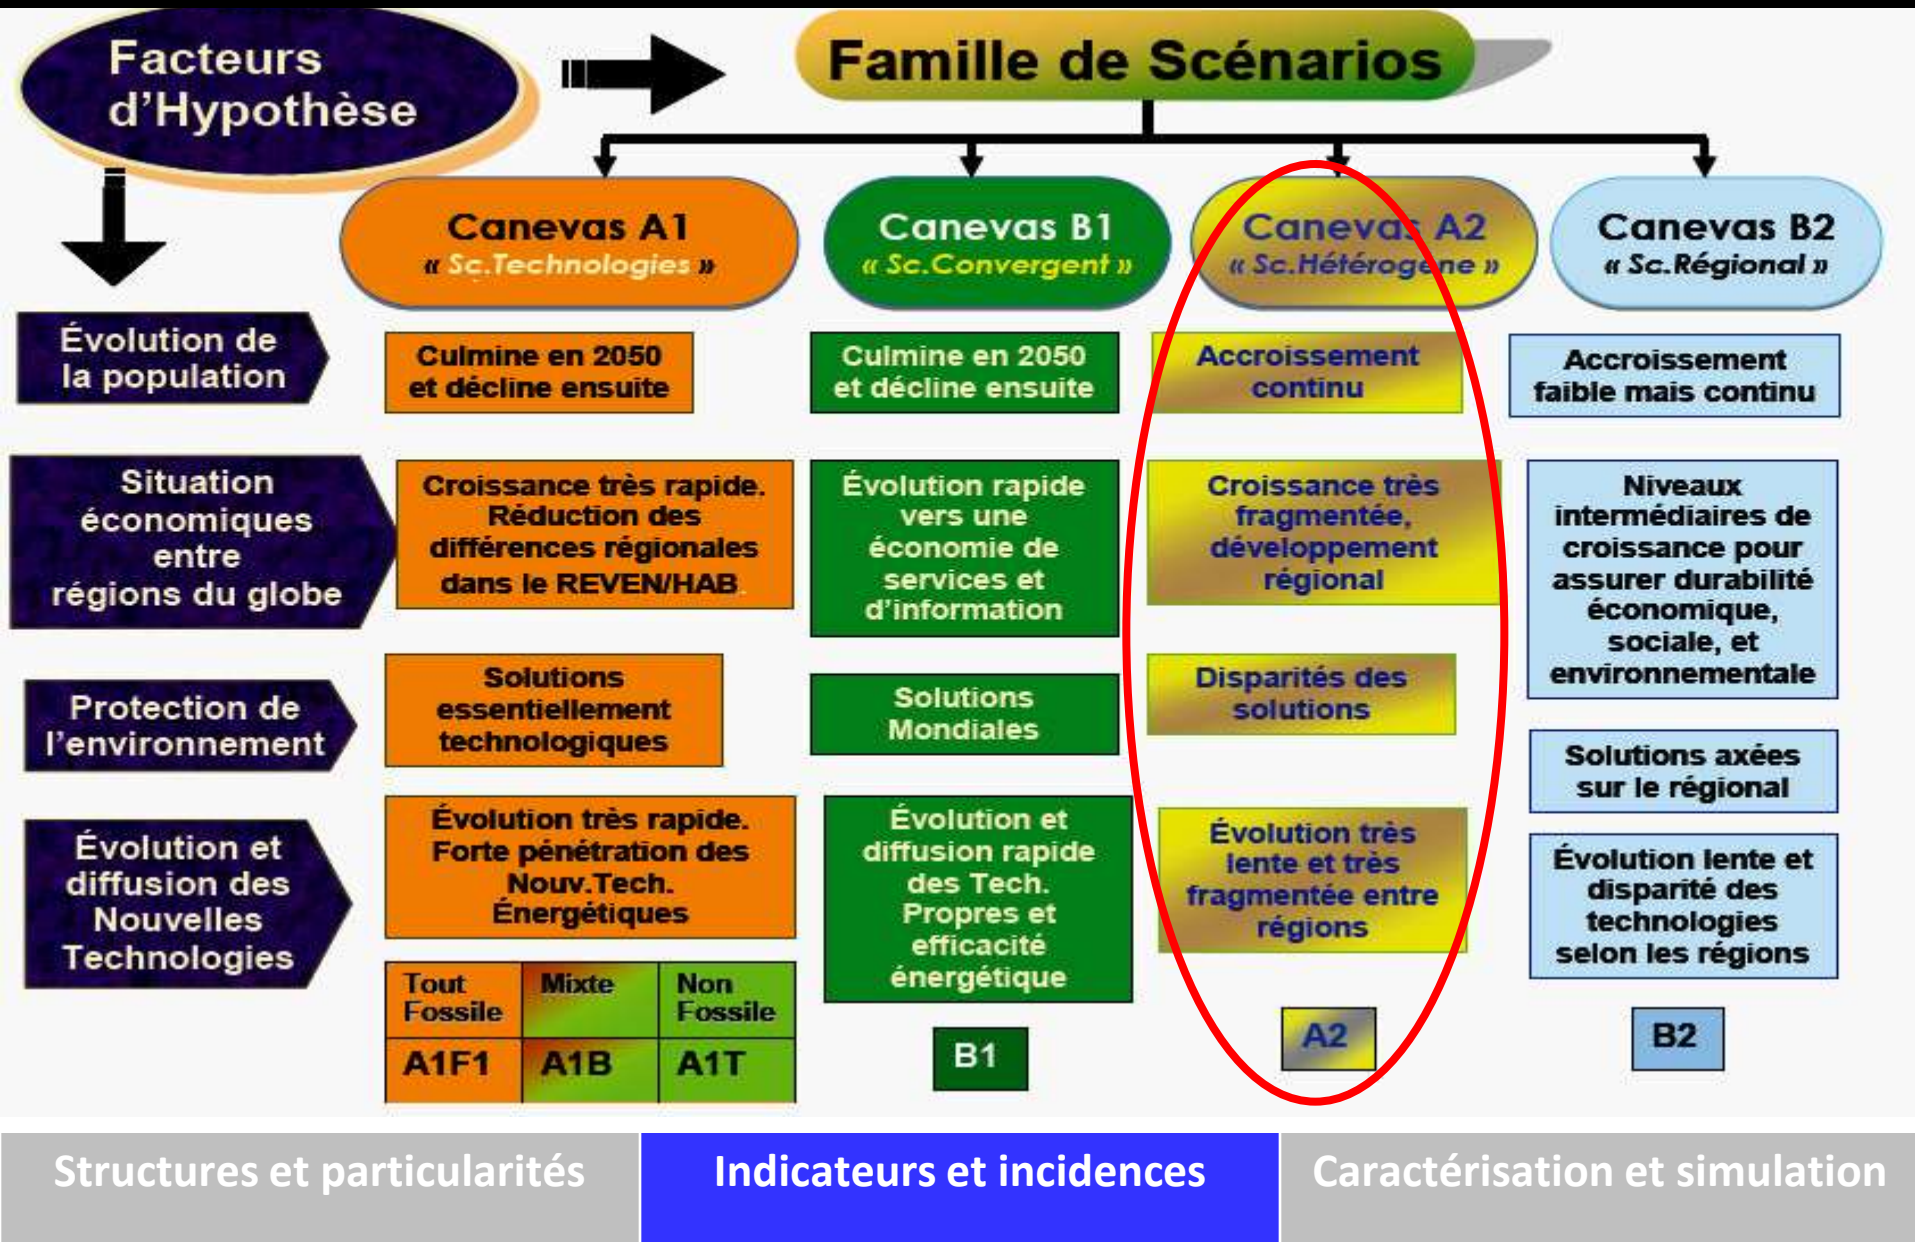 Facteurs
d'Hypothèse
Famille de Scénarios
Canevas A1
« Sc.Technologies »
Canevas B1
« Sc.Convergent »
Canevas A2
« Sc.Hétérogene »
Canevas B2
« Sc.Régional »
Évolution de
la population
Culmine en 2050
et décline ensuite
Culmine en 2050
et décline ensuite
Accroissement
continu
Accroissement
faible mais continu
Situation
économiques
entre
régions du globe
Croissance très rapide.
Réduction des
différences régionales
dans le REVEN/HAB.
Évolution rapide
vers une
économie de
services et
d'information
Croissance très
fragmentée,
développement
régional
Niveaux
intermédiaires de
croissance pour
assurer durabilité
économique,
sociale, et
environnementale
Protection de
l'environnement
Solutions
essentiellement
technologiques
Solutions
Mondiales
Disparités des
solutions
Solutions axées
sur le régional
Évolution et
diffusion des
Nouvelles
Technologies
Évolution très rapide.
Forte pénétration des
Nouv.Tech.
Énergétiques
Évolution et
diffusion rapide
des Tech.
Propres et
efficacité
énergétique
Évolution très
lente et très
fragmentée entre
régions
Évolution lente et
disparité des
technologies
selon les régions
Tout
Fossile
Mixte
Non
Fossile
A1F1
A1B
A1T
B1
A2
B2
Structures et particularités
Indicateurs et incidences
Caractérisation et simulation